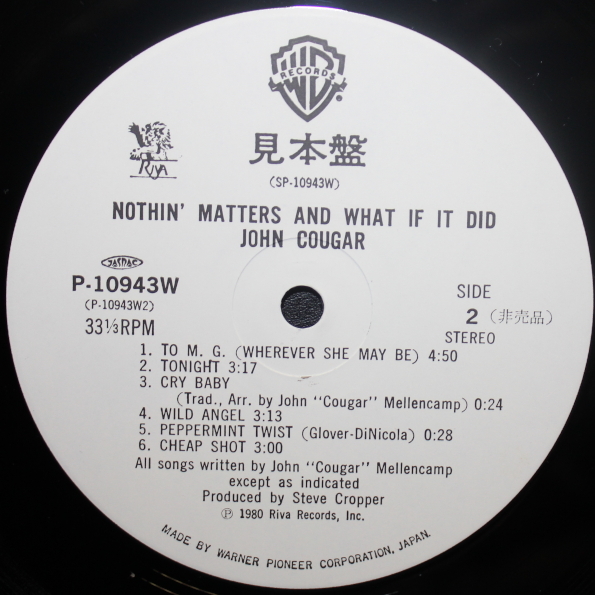 WB
RECORDS
RIVA
見本盤
(SP-10943W)
NOTHIN' MATTERS AND WHAT IF IT DID
JOHN COUGAR
JASRAC
P-10943W
(P-10943W2)
33⅓RPM
SIDE
2 (非売品)
STEREO
1. TO M. G. (WHEREVER SHE MAY BE) 4:50
2. TONIGHT 3:17
3. CRY BABY
(Trad., Arr. by John "Cougar" Mellencamp) 0:24
4. WILD ANGEL 3:13
5. PEPPERMINT TWIST (Glover-DiNicola) 0:28
6. CHEAP SHOT 3:00
All songs written by John "Cougar" Mellencamp
except as indicated
Produced by Steve Cropper
Ⓟ 1980 Riva Records, Inc.
MADE BY WARNER PIONEER CORPORATION, JAPAN.